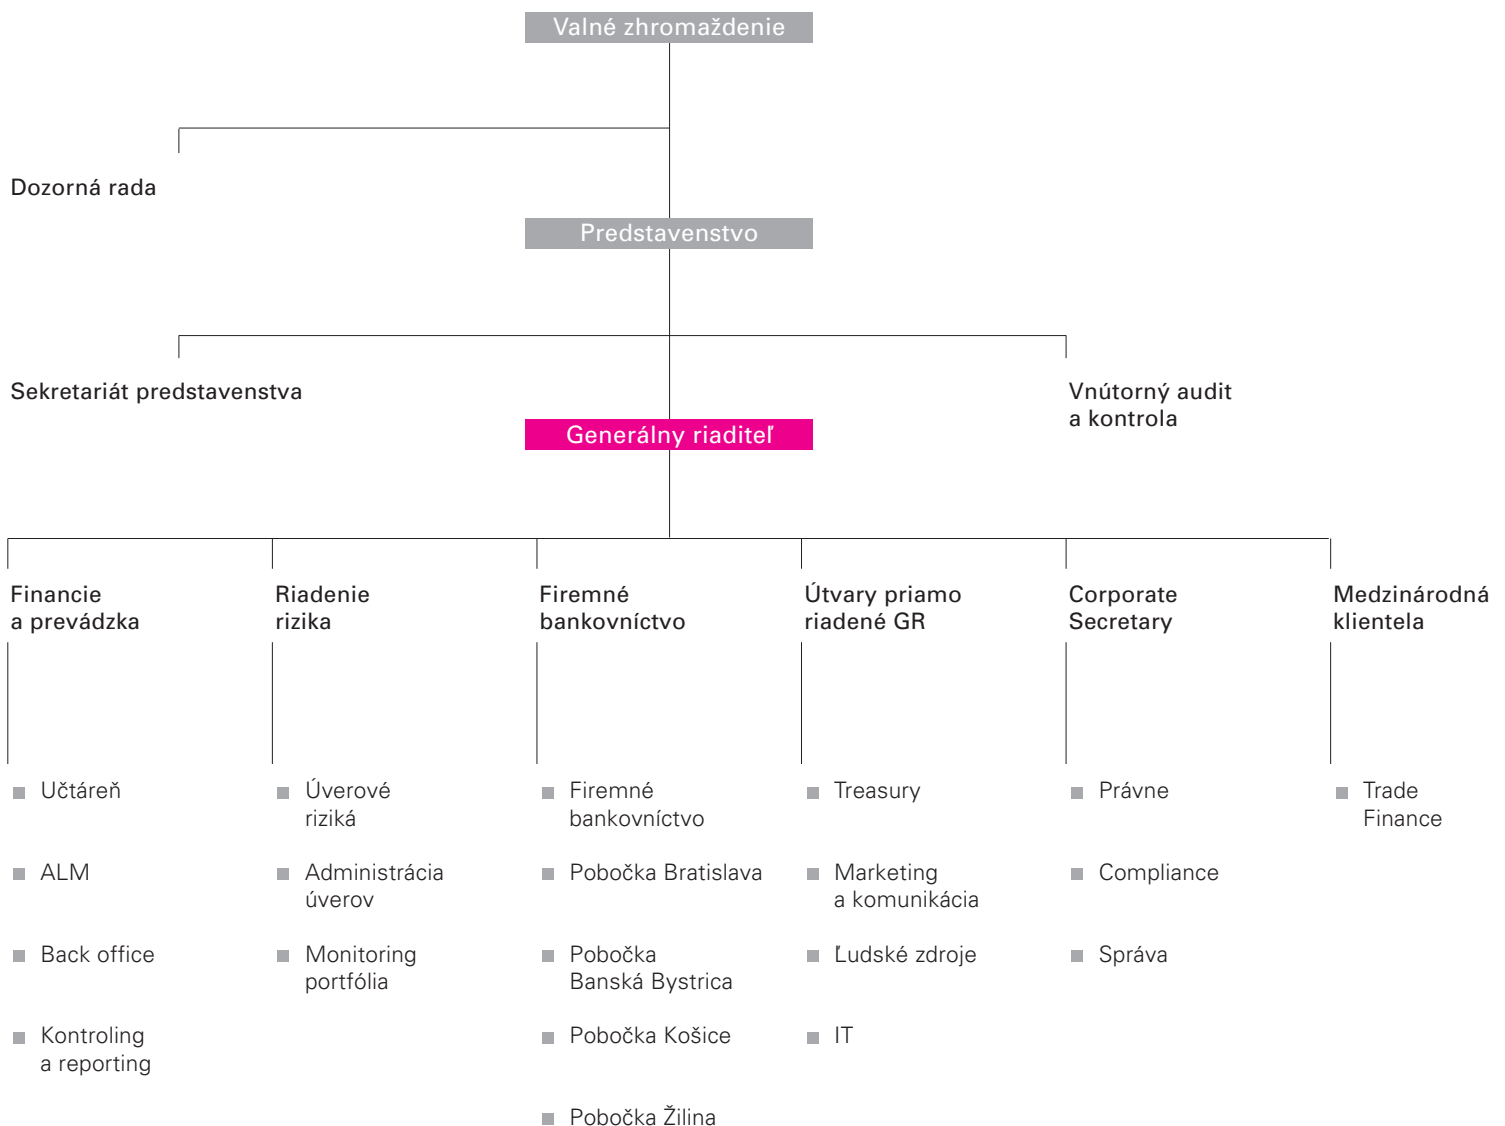 Valné zhromaždenie
Dozorná rada
Predstavenstvo
Sekretariát predstavenstva
Vnútorný audit
a kontrola
Generálny riaditeľ
Financie
a prevádzka
Riadenie
rizika
Firemné
bankovníctvo
Útvary priamo
riadené GR
Corporate
Secretary
Medzinárodná
klientela
Učtáreň
ALM
Back office
Kontroling
a reporting
Úverové
riziká
Administrácia
úverov
Monitoring
portfólia
Firemné
bankovníctvo
Pobočka Bratislava
Pobočka
Banská Bystrica
Pobočka Košice
Pobočka Žilina
Treasury
Marketing
a komunikácia
Ľudské zdroje
IT
Právne
Compliance
Správa
Trade
Finance